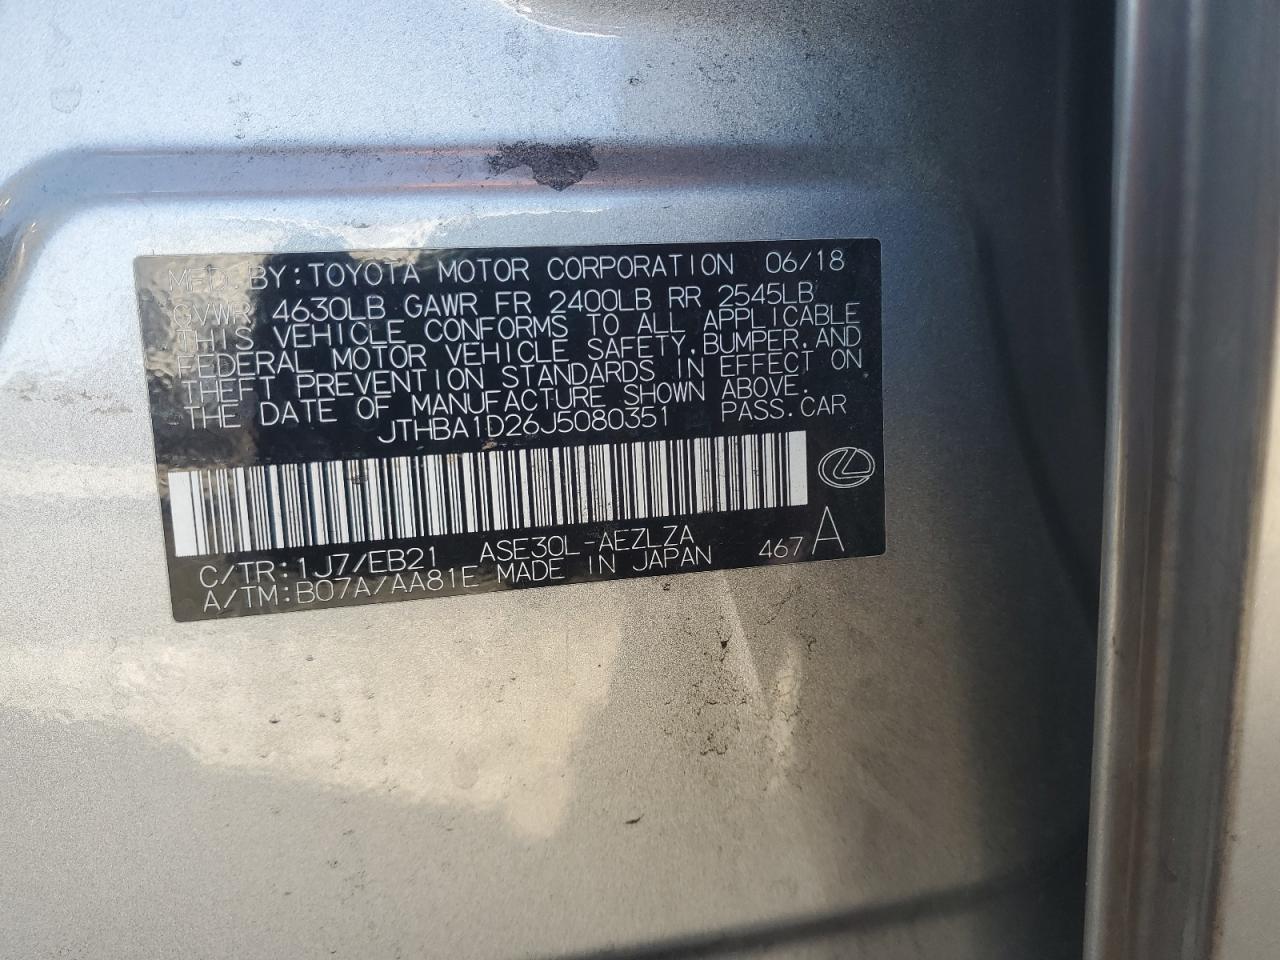 MFD. BY: TOYOTA MOTOR CORPORATION 06/18
GVWR 4630LB GAWR FR 2400LB RR 2545LB
THIS VEHICLE CONFORMS TO ALL APPLICABLE
FEDERAL MOTOR VEHICLE SAFETY, BUMPER, AND
THEFT PREVENTION STANDARDS IN EFFECT ON
THE DATE OF MANUFACTURE SHOWN ABOVE.
JTHBA1D26J5080351 PASS. CAR
C/TR: 1J7/EB21 ASE30L-AEZLZA 467 A
A/TM: B07A/AA81E MADE IN JAPAN